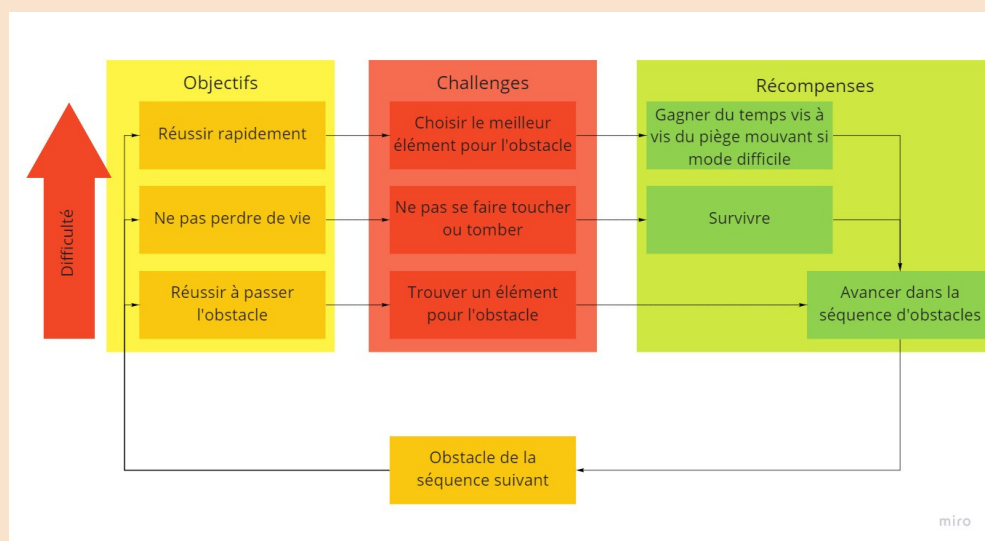 Objectifs
Challenges
Récompenses
Difficulté
Réussir rapidement
Choisir le meilleur
élément pour l'obstacle
Gagner du temps vis à
vis du piège mouvant si
mode difficile
Ne pas perdre de vie
Ne pas se faire toucher
ou tomber
Survivre
Réussir à passer
l'obstacle
Trouver un élément
pour l'obstacle
Avancer dans la
séquence d'obstacles
Obstacle de la
séquence suivant
miro